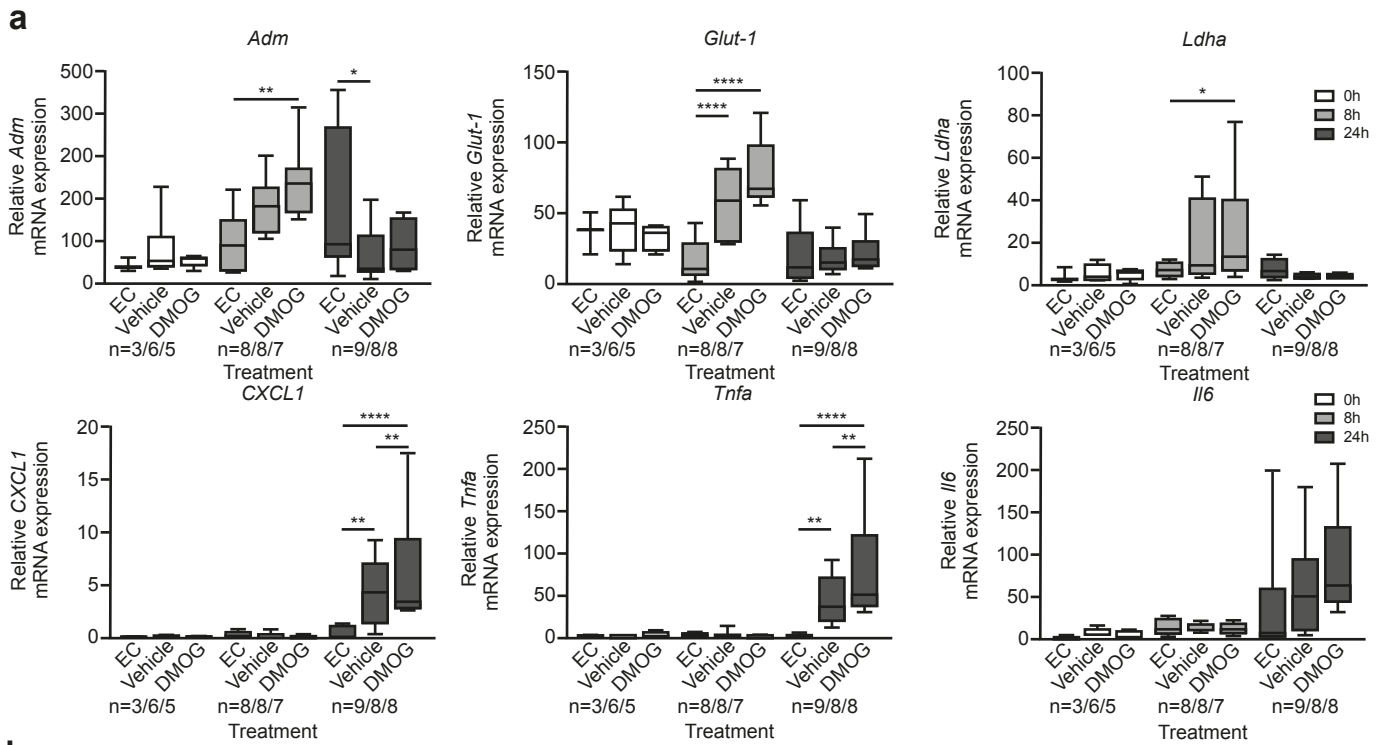 a
Adm
Relative Adm
mRNA expression
500
300
200
200
100
0
**
*
EC
Vehicle
DMOG
EC
Vehicle
DMOG
EC
Vehicle
DMOG
n=3/6/5
n=8/8/7
n=9/8/8
Treatment
Glut-1
Relative Glut-1
mRNA expression
150
100
50
0
****
****
EC
Vehicle
DMOG
EC
Vehicle
DMOG
EC
Vehicle
DMOG
n=3/6/5
n=8/8/7
n=9/8/8
Treatment
Ldha
Relative Ldha
mRNA expression
100
80
60
40
20
0
*
0h
8h
24h
EC
Vehicle
DMOG
EC
Vehicle
DMOG
EC
Vehicle
DMOG
n=3/6/5
n=8/8/7
n=9/8/8
Treatment
CXCL1
Relative CXCL1
mRNA expression
20
15
10
5
0
****
**
**
EC
Vehicle
DMOG
EC
Vehicle
DMOG
EC
Vehicle
DMOG
n=3/6/5
n=8/8/7
n=9/8/8
Treatment
Tnfa
Relative Tnfa
mRNA expression
250
200
150
100
50
0
****
**
**
EC
Vehicle
DMOG
EC
Vehicle
DMOG
EC
Vehicle
DMOG
n=3/6/5
n=8/8/7
n=9/8/8
Treatment
Il6
Relative Il6
mRNA expression
250
200
150
100
50
0
0h
8h
24h
EC
Vehicle
DMOG
EC
Vehicle
DMOG
EC
Vehicle
DMOG
n=3/6/5
n=8/8/7
n=9/8/8
Treatment